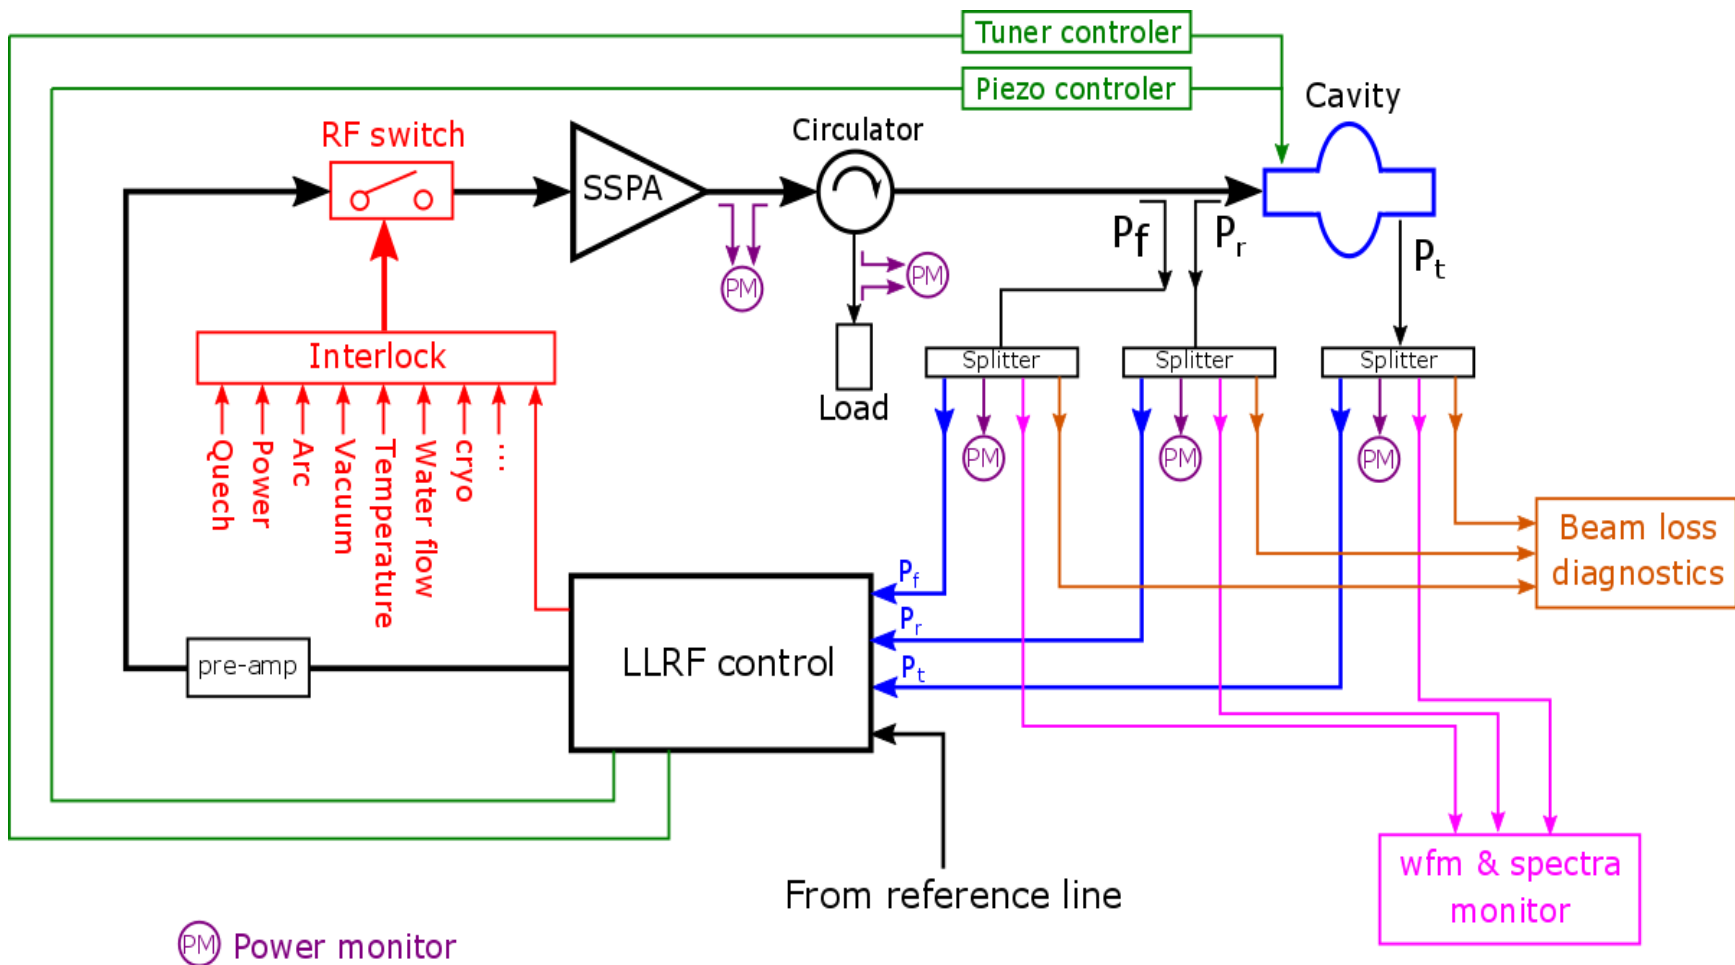 Tuner controler
Piezo controler
Cavity
RF switch
Circulator
SSPA
Pf
Pr
Pt
PM
PM
Interlock
Splitter
Splitter
Splitter
Load
Quech
Power
Arc
Vacuum
Temperature
Water flow
cryo
...
PM
PM
PM
Beam loss
diagnostics
Pf
Pr
Pt
LLRF control
pre-amp
wfm & spectra
monitor
From reference line
PM Power monitor